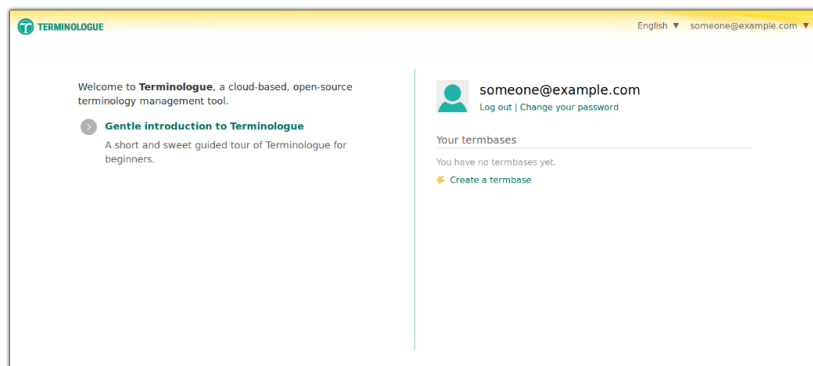 TERMINOLOGUE
English ▼ someone@example.com ▼
Welcome to Terminologue, a cloud-based, open-source
terminology management tool.
Gentle introduction to Terminologue
A short and sweet guided tour of Terminologue for
beginners.
someone@example.com
Log out | Change your password
Your termbases
You have no termbases yet.
Create a termbase